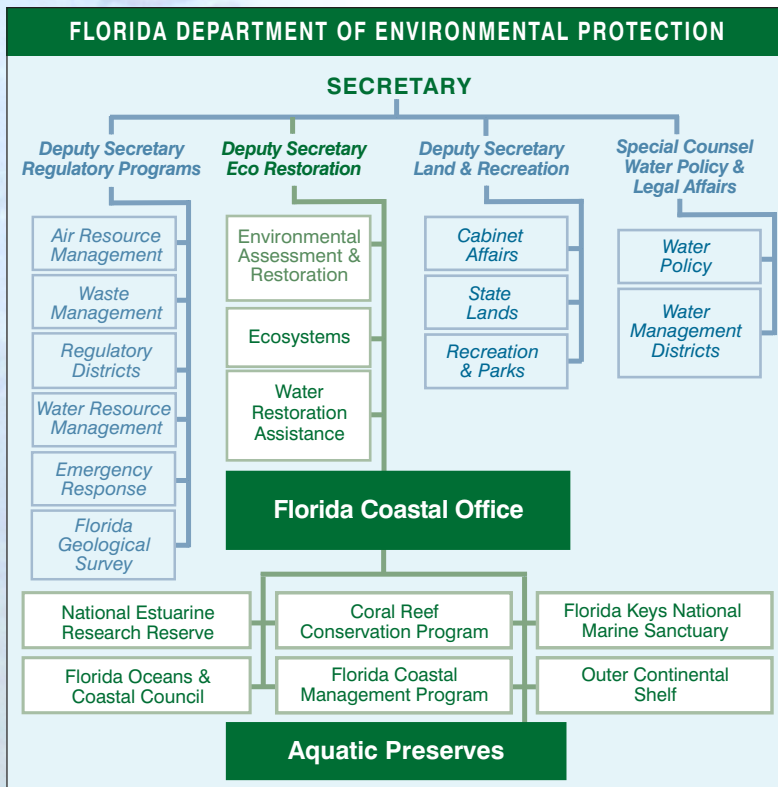 FLORIDA DEPARTMENT OF ENVIRONMENTAL PROTECTION
SECRETARY
Deputy Secretary
Regulatory Programs
Air Resource
Management
Waste
Management
Regulatory
Districts
Water Resource
Management
Emergency
Response
Florida
Geological
Survey
Deputy Secretary
Eco Restoration
Environmental
Assessment &
Restoration
Ecosystems
Water
Restoration
Assistance
Deputy Secretary
Land & Recreation
Cabinet
Affairs
State
Lands
Recreation
& Parks
Special Counsel
Water Policy &
Legal Affairs
Water
Policy
Water
Management
Districts
Florida Coastal Office
National Estuarine
Research Reserve
Coral Reef
Conservation Program
Florida Keys National
Marine Sanctuary
Florida Oceans &
Coastal Council
Florida Coastal
Management Program
Outer Continental
Shelf
Aquatic Preserves